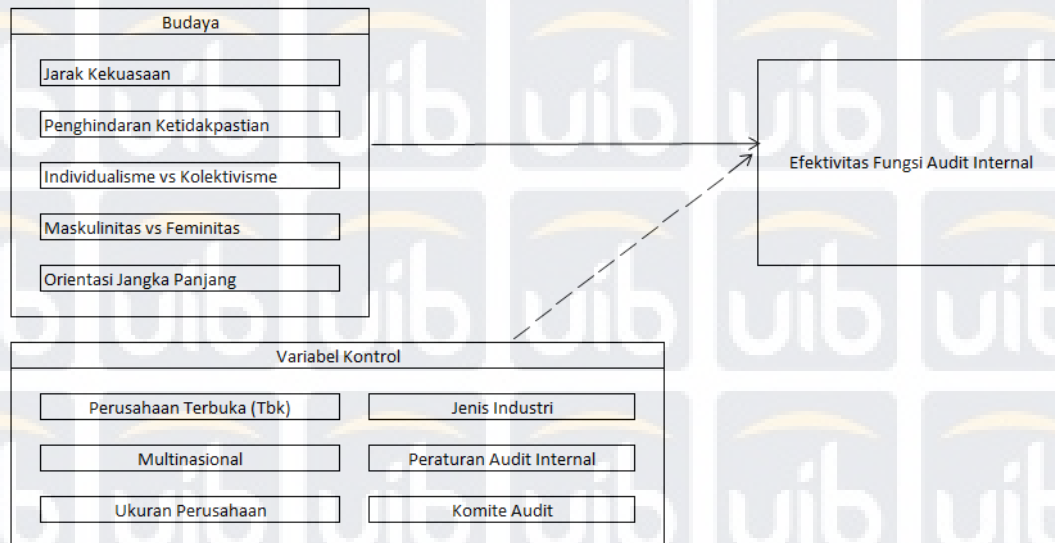 Budaya
Jarak Kekuasaan
Penghindaran Ketidakpastian
Individualisme vs Kolektivisme
Maskulinitas vs Feminitas
Orientasi Jangka Panjang
Efektivitas Fungsi Audit Internal
Variabel Kontrol
Perusahaan Terbuka (Tbk)
Jenis Industri
Multinasional
Peraturan Audit Internal
Ukuran Perusahaan
Komite Audit
uib